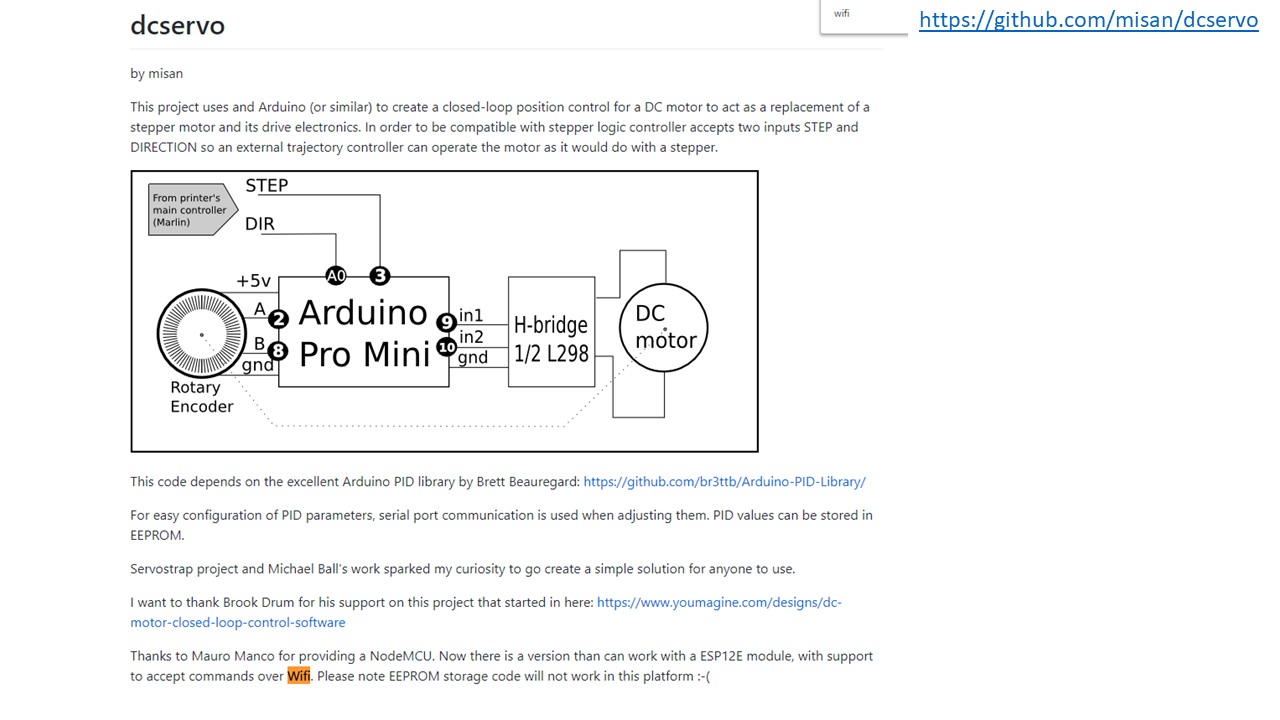 dcservo
wifi
https://github.com/misan/dcservo
by misan
This project uses and Arduino (or similar) to create a closed-loop position control for a DC motor to act as a replacement of a
stepper motor and its drive electronics. In order to be compatible with stepper logic controller accepts two inputs STEP and
DIRECTION so an external trajectory controller can operate the motor as it would do with a stepper.
From printer's
main controller
(Marlin)
STEP
DIR
A0
3
+5v
A
2
B
8
gnd
Rotary
Encoder
Arduino
Pro Mini
9
in1
10
in2
gnd
H-bridge
1/2 L298
DC
motor
This code depends on the excellent Arduino PID library by Brett Beauregard: https://github.com/br3ttb/Arduino-PID-Library/
For easy configuration of PID parameters, serial port communication is used when adjusting them. PID values can be stored in
EEPROM.
Servostrap project and Michael Ball's work sparked my curiosity to go create a simple solution for anyone to use.
I want to thank Brook Drum for his support on this project that started in here: https://www.youmagine.com/designs/dc-
motor-closed-loop-control-software
Thanks to Mauro Manco for providing a NodeMCU. Now there is a version than can work with a ESP12E module, with support
to accept commands over Wifi. Please note EEPROM storage code will not work in this platform :-(